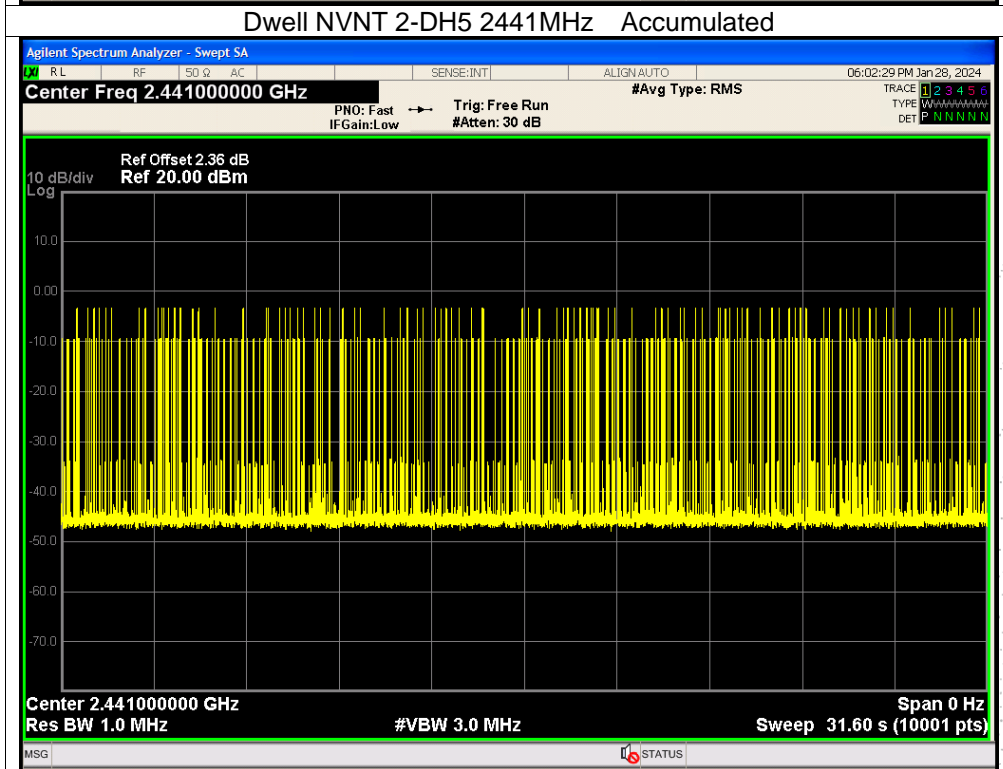 Dwell NVNT 2-DH5 2441MHz Accumulated
Agilent Spectrum Analyzer - Swept SA
LXI RL RF 50 Ω AC SENSE:INT ALIGN AUTO 06:02:29 PM Jan 28, 2024
Center Freq 2.441000000 GHz #Avg Type: RMS TRACE 1 2 3 4 5 6
PNO: Fast Trig: Free Run TYPE W
IFGain:Low #Atten: 30 dB DET P N N N N N
Ref Offset 2.36 dB
10 dB/div Ref 20.00 dBm
Log
10.0
0.00
-10.0
-20.0
-30.0
-40.0
-50.0
-60.0
-70.0
Center 2.441000000 GHz Span 0 Hz
Res BW 1.0 MHz #VBW 3.0 MHz Sweep 31.60 s (10001 pts)
MSG STATUS